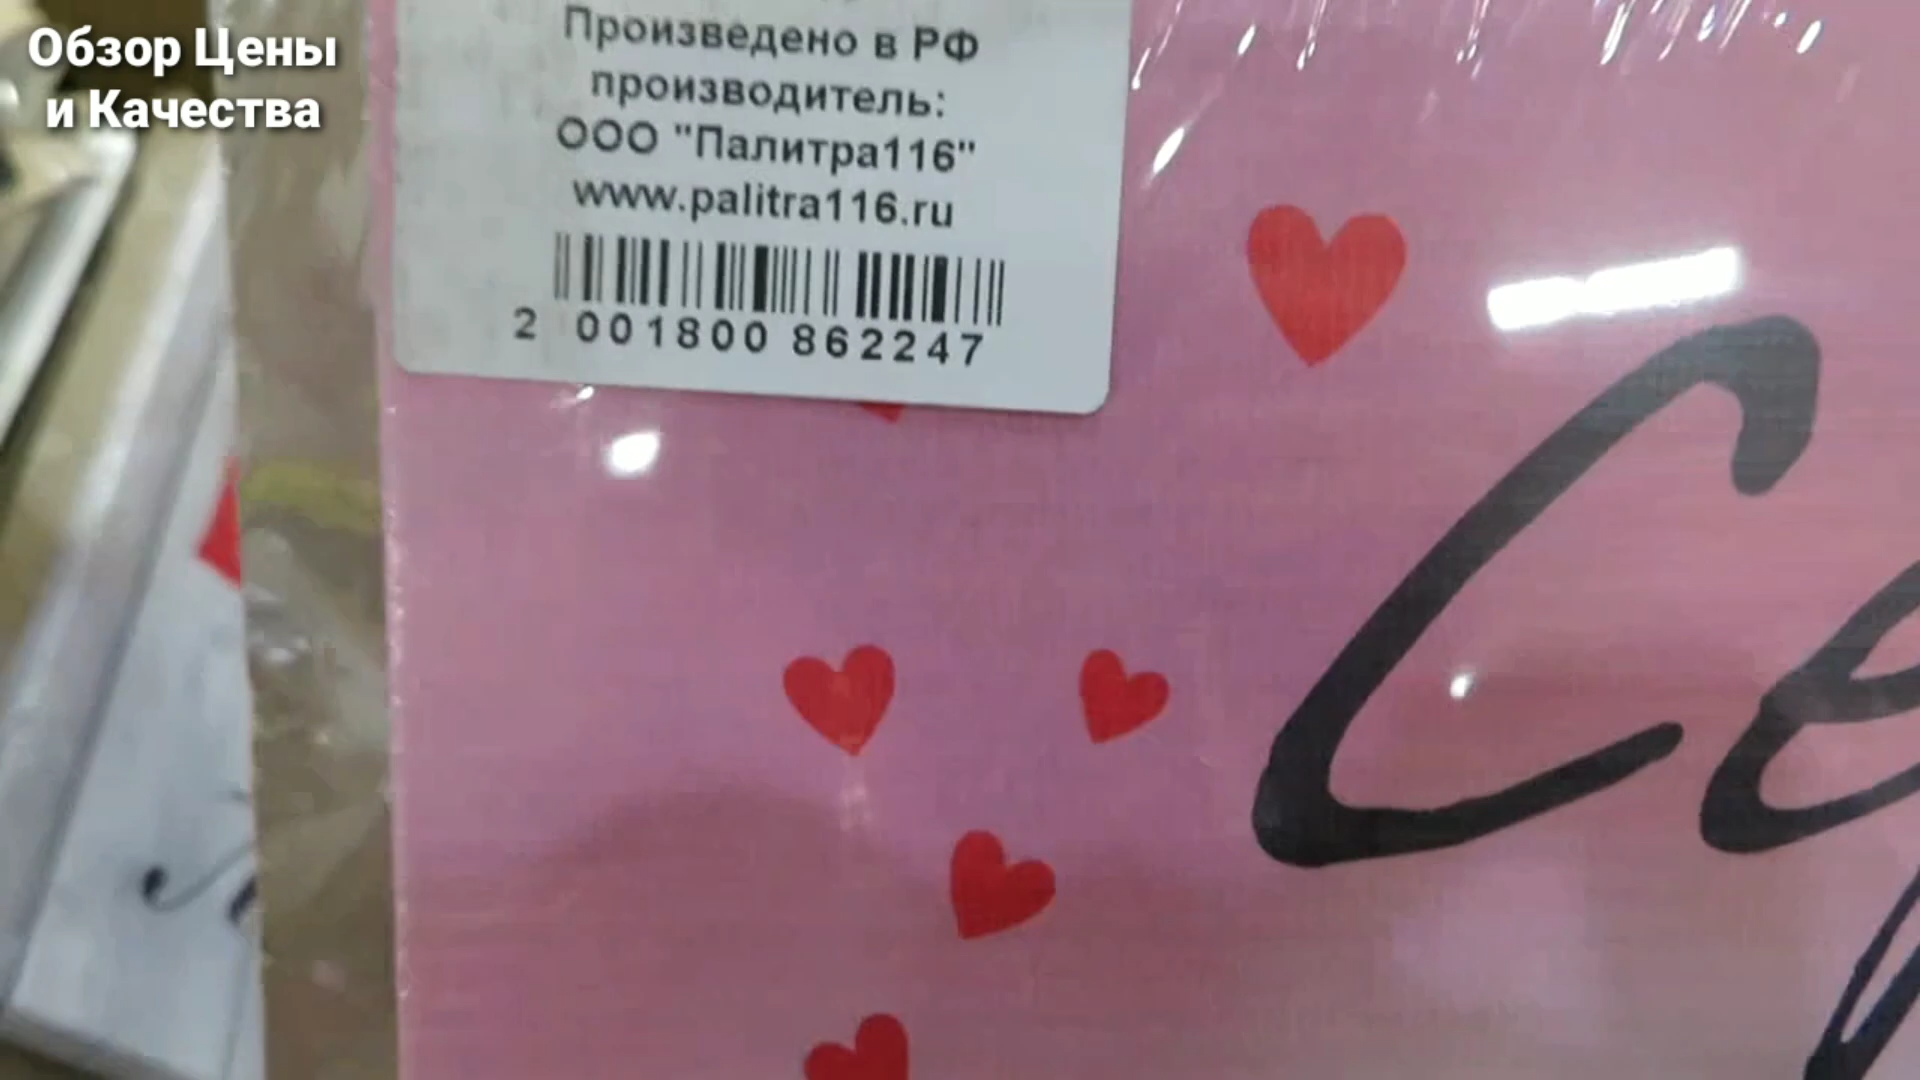 Обзор Цены
и Качества
Произведено в РФ
производитель:
ООО "Палитра116"
www.palitra116.ru
2 001800 862247